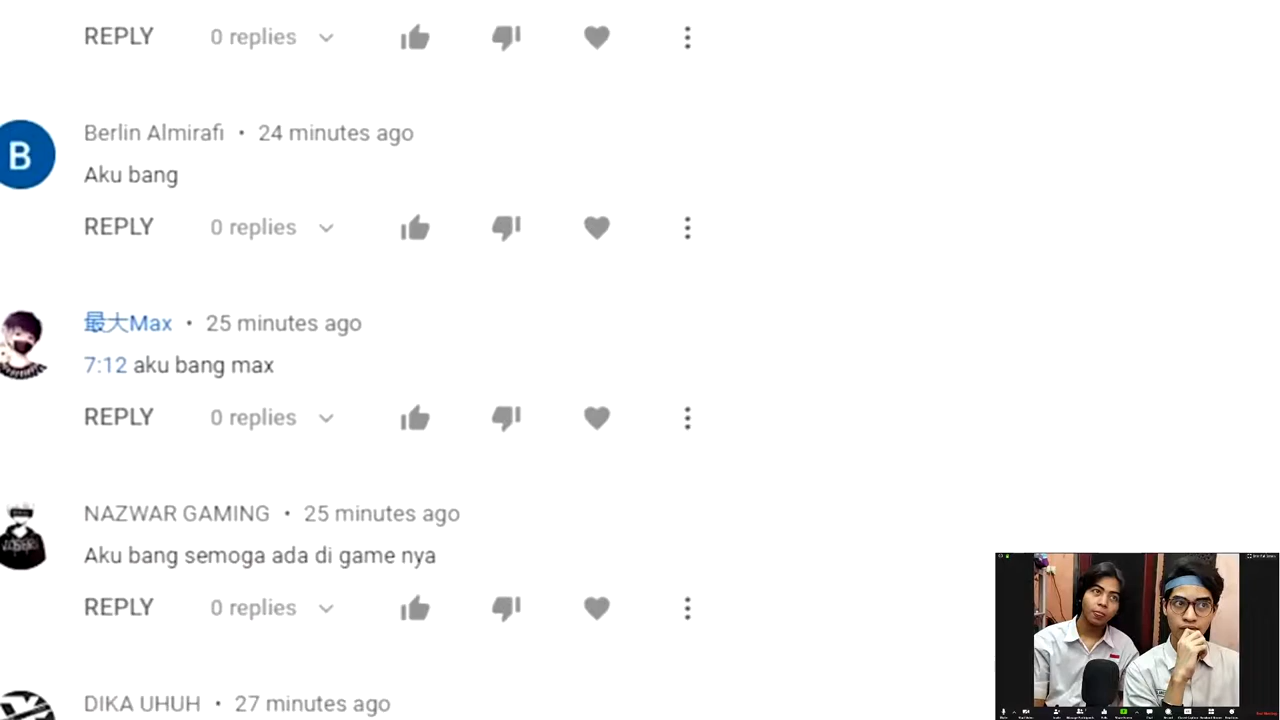 REPLY 0 replies
B
Berlin Almirafi • 24 minutes ago
Aku bang
REPLY 0 replies
最大Max • 25 minutes ago
7:12 aku bang max
REPLY 0 replies
NAZWAR GAMING • 25 minutes ago
Aku bang semoga ada di game nya
REPLY 0 replies
DIKA UHUH • 27 minutes ago